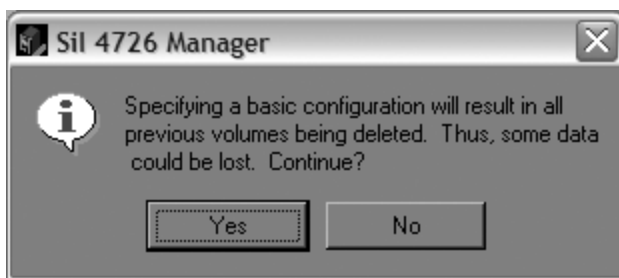 Sil 4726 Manager
Specifying a basic configuration will result in all
previous volumes being deleted. Thus, some data
could be lost. Continue?
Yes
No